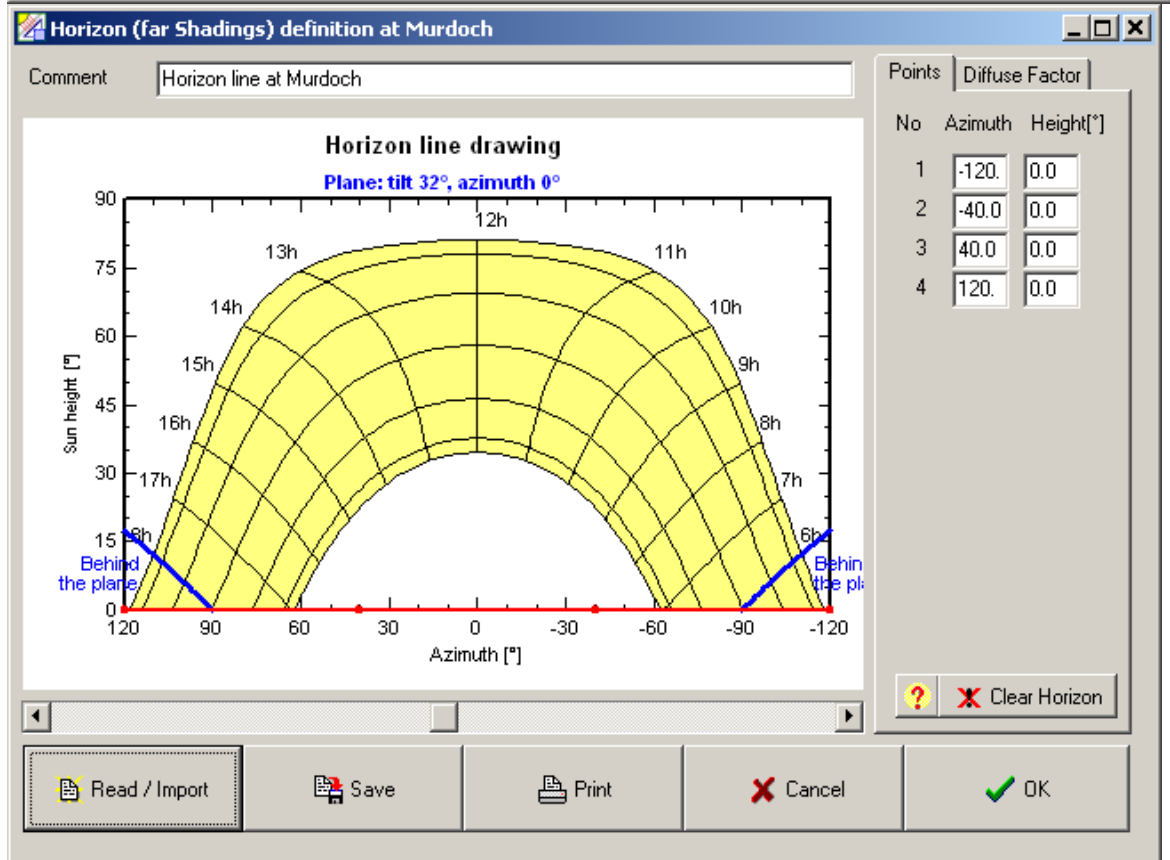 Horizon (far Shadings) definition at Murdoch
Comment Horizon line at Murdoch
Points Diffuse Factor
No Azimuth Height[°]
1 -120. 0.0
2 -40.0 0.0
3 40.0 0.0
4 120. 0.0
Horizon line drawing
Plane: tilt 32°, azimuth 0°
90
75
60
45
30
15
0
Sun height [°]
12h
13h 11h
14h 10h
15h 9h
16h 8h
17h 7h
8h 6h
Behind
the plane
Behin
the pl
120 90 60 30 0 -30 -60 -90 -120
Azimuth [°]
? Clear Horizon
Read / Import Save Print Cancel OK